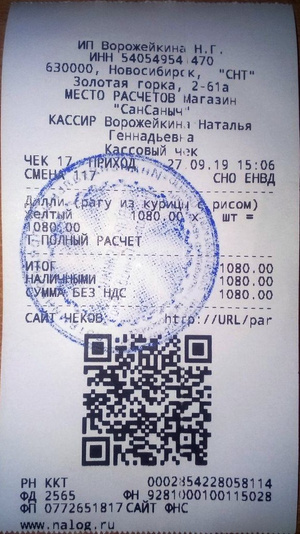 ИП Ворожейкина Н.Г.
ИНН 54054954 470
630000, Новосибирск, "СНТ"
Золотая горка, 2-61а
МЕСТО РАСЧЕТОВ Магазин
"СанСаныч"
КАССИР Ворожейкина Наталья
Геннадьевна
Кассовый чек
ЧЕК 17 ПРИХОД 27 09.19 15:06
СМЕНА 117 СНО ЕНВД
Дилли (рагу из курицы с рисом)
желтый 1080.00 x шт =
1080.00
Т ПОЛНЫЙ РАСЧЕТ
ИТОГ 1080.00
НАЛИЧНЫМИ 1080.00
СУММА БЕЗ НДС 1080.00
САЙТ ЧЕКОВ http://URL/par
РН ККТ 0002354228058114
ФД 2565 ФН 9281000100115028
ФП 0772651817 САЙТ ФНС
www.nalog.ru